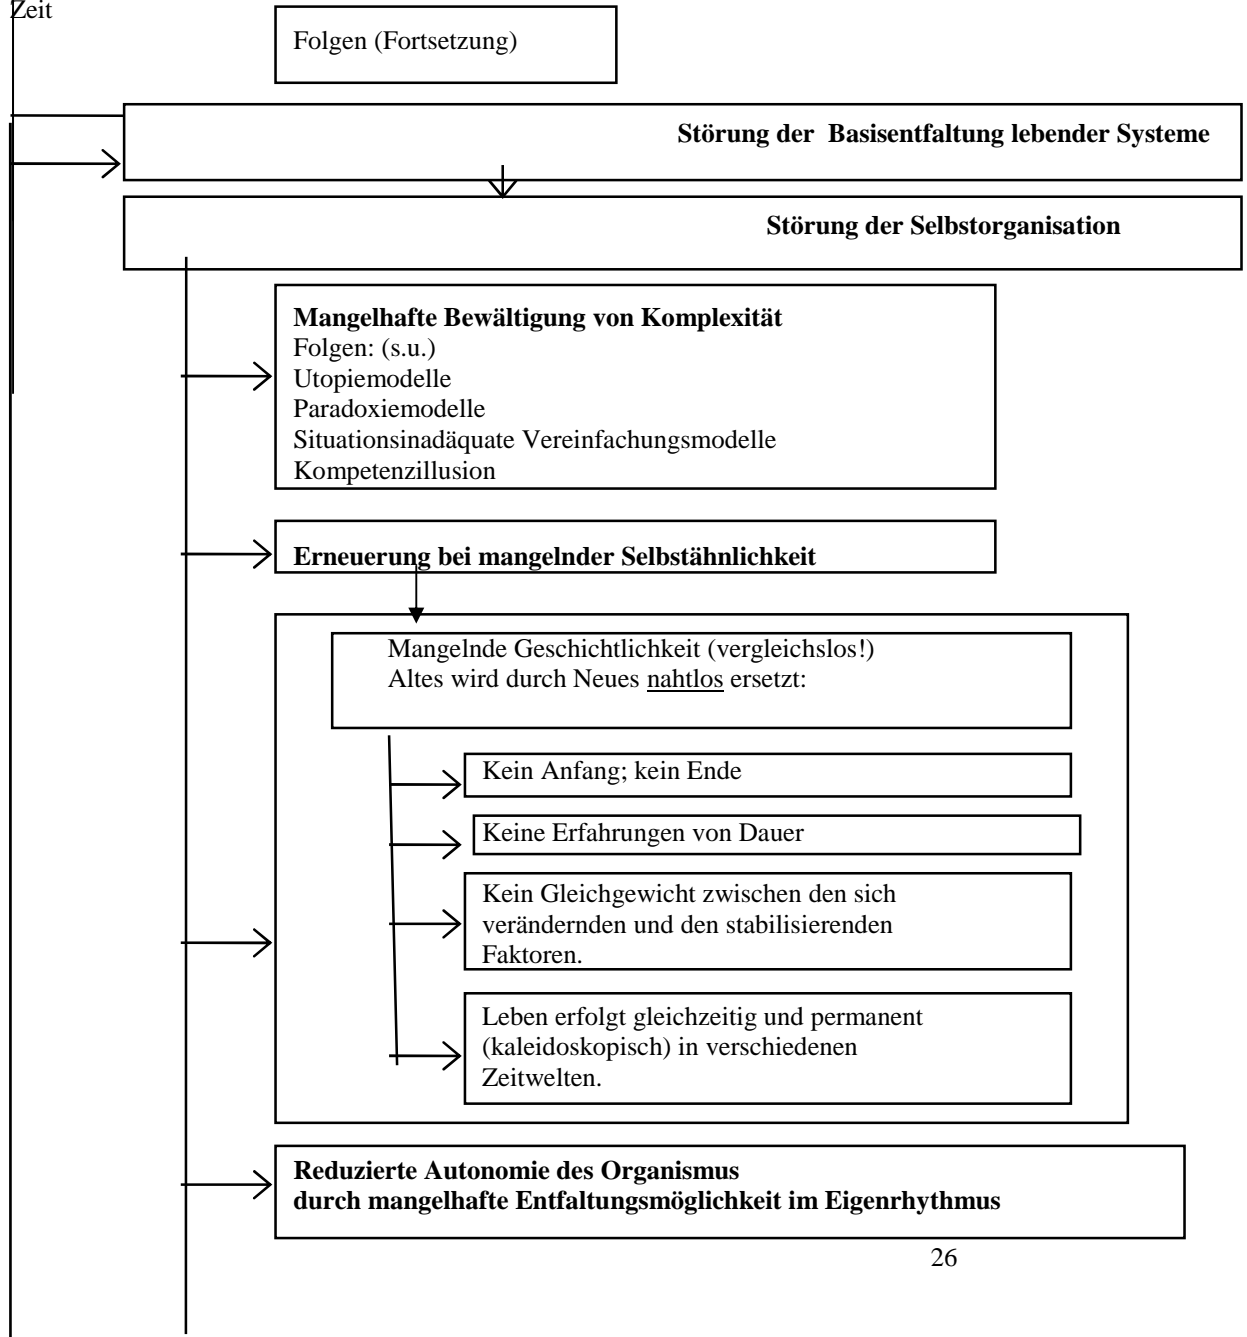 Zeit
Folgen (Fortsetzung)
Störung der Basisentfaltung lebender Systeme
Störung der Selbstorganisation
Mangelhafte Bewältigung von Komplexität
Folgen: (s.u.)
Utopiemodelle
Paradoxiemodelle
Situationsinadäquate Vereinfachungsmodelle
Kompetenzillusion
Erneuerung bei mangelnder Selbstähnlichkeit
Mangelnde Geschichtlichkeit (vergleichslos!)
Altes wird durch Neues nahtlos ersetzt:
Kein Anfang; kein Ende
Keine Erfahrungen von Dauer
Kein Gleichgewicht zwischen den sich
verändernden und den stabilisierenden
Faktoren.
Leben erfolgt gleichzeitig und permanent
(kaleidoskopisch) in verschiedenen
Zeitwelten.
Reduzierte Autonomie des Organismus
durch mangelhafte Entfaltungsmöglichkeit im Eigenrhythmus
26